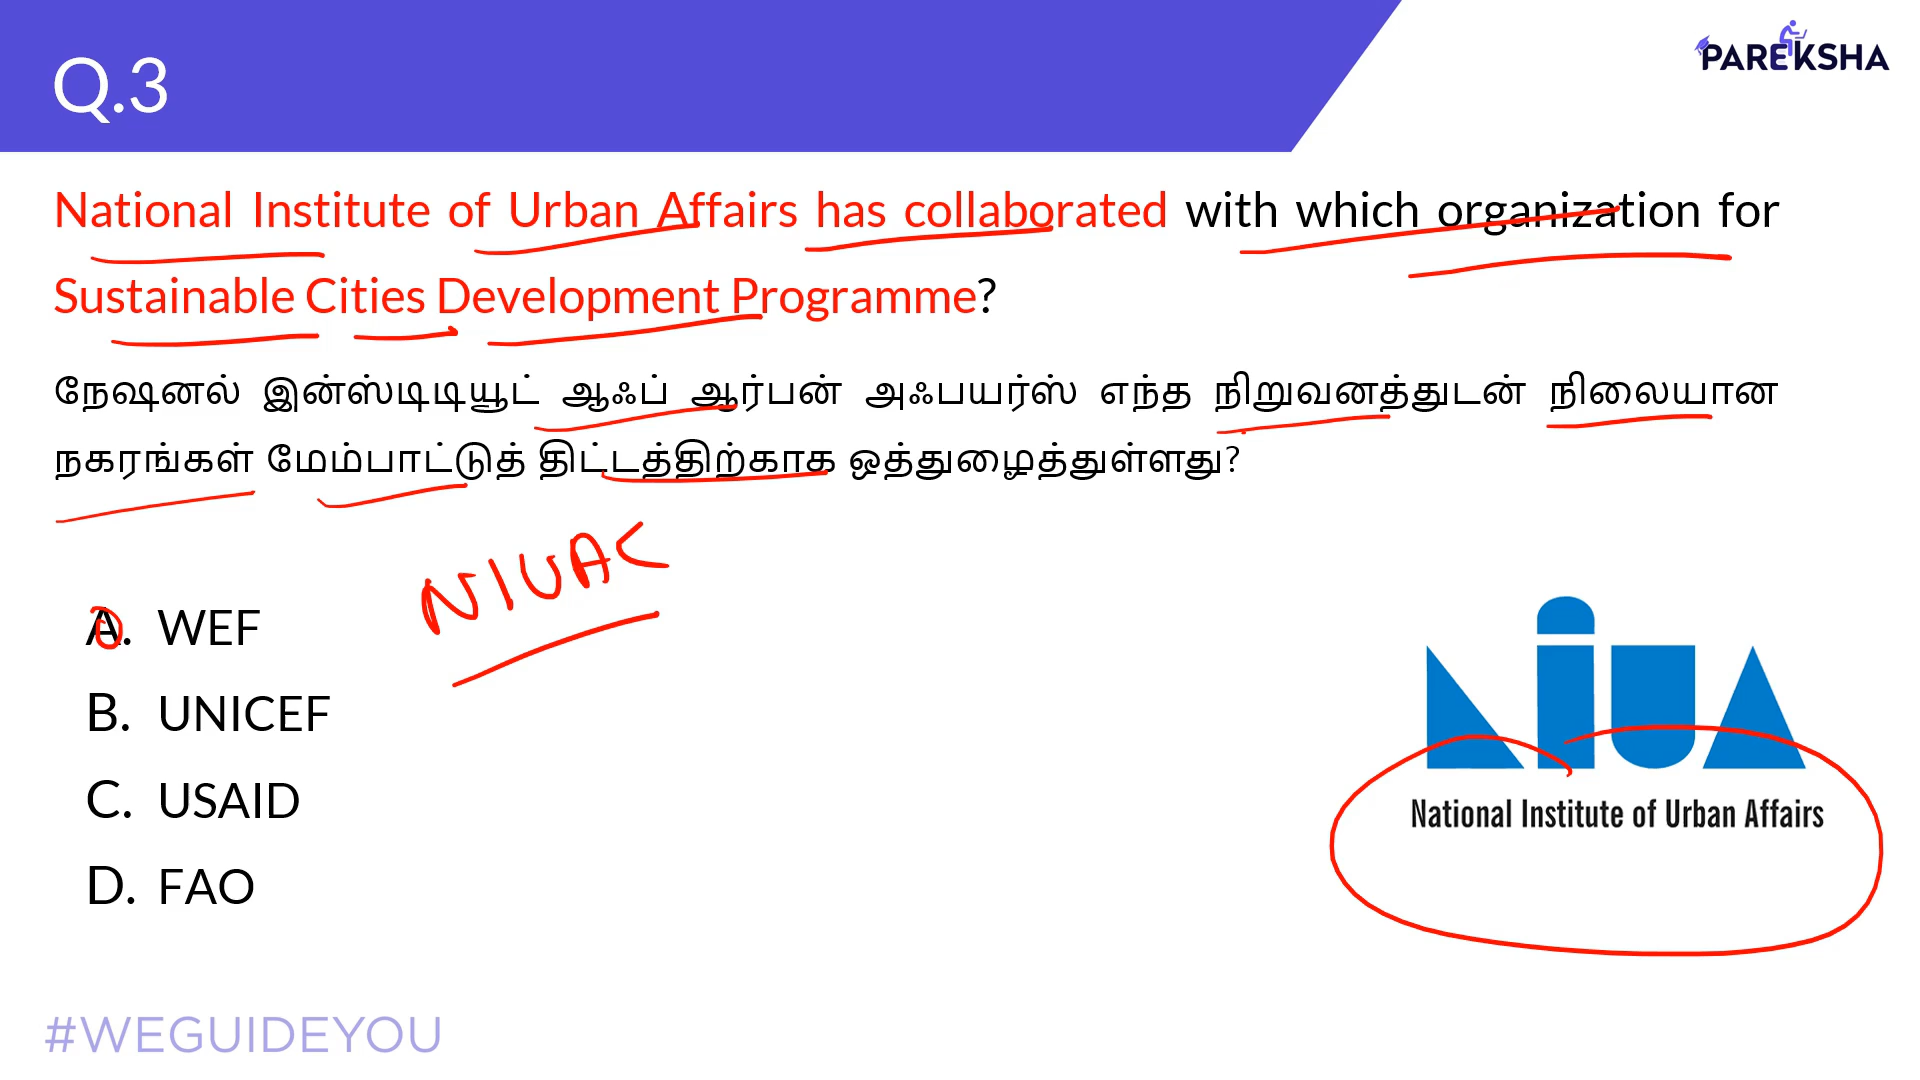 Q.3
PAREKSHA
National Institute of Urban Affairs has collaborated with which organization for
Sustainable Cities Development Programme?
நேஷனல் இன்ஸ்டிடியூட் ஆஃப் ஆர்பன் அஃபயர்ஸ் எந்த நிறுவனத்துடன் நிலையான
நகரங்கள் மேம்பாட்டுத் திட்டத்திற்காக ஒத்துழைத்துள்ளது?
NIUAC
A. WEF
B. UNICEF
C. USAID
D. FAO
NIUA
National Institute of Urban Affairs
#WEGUIDEYOU